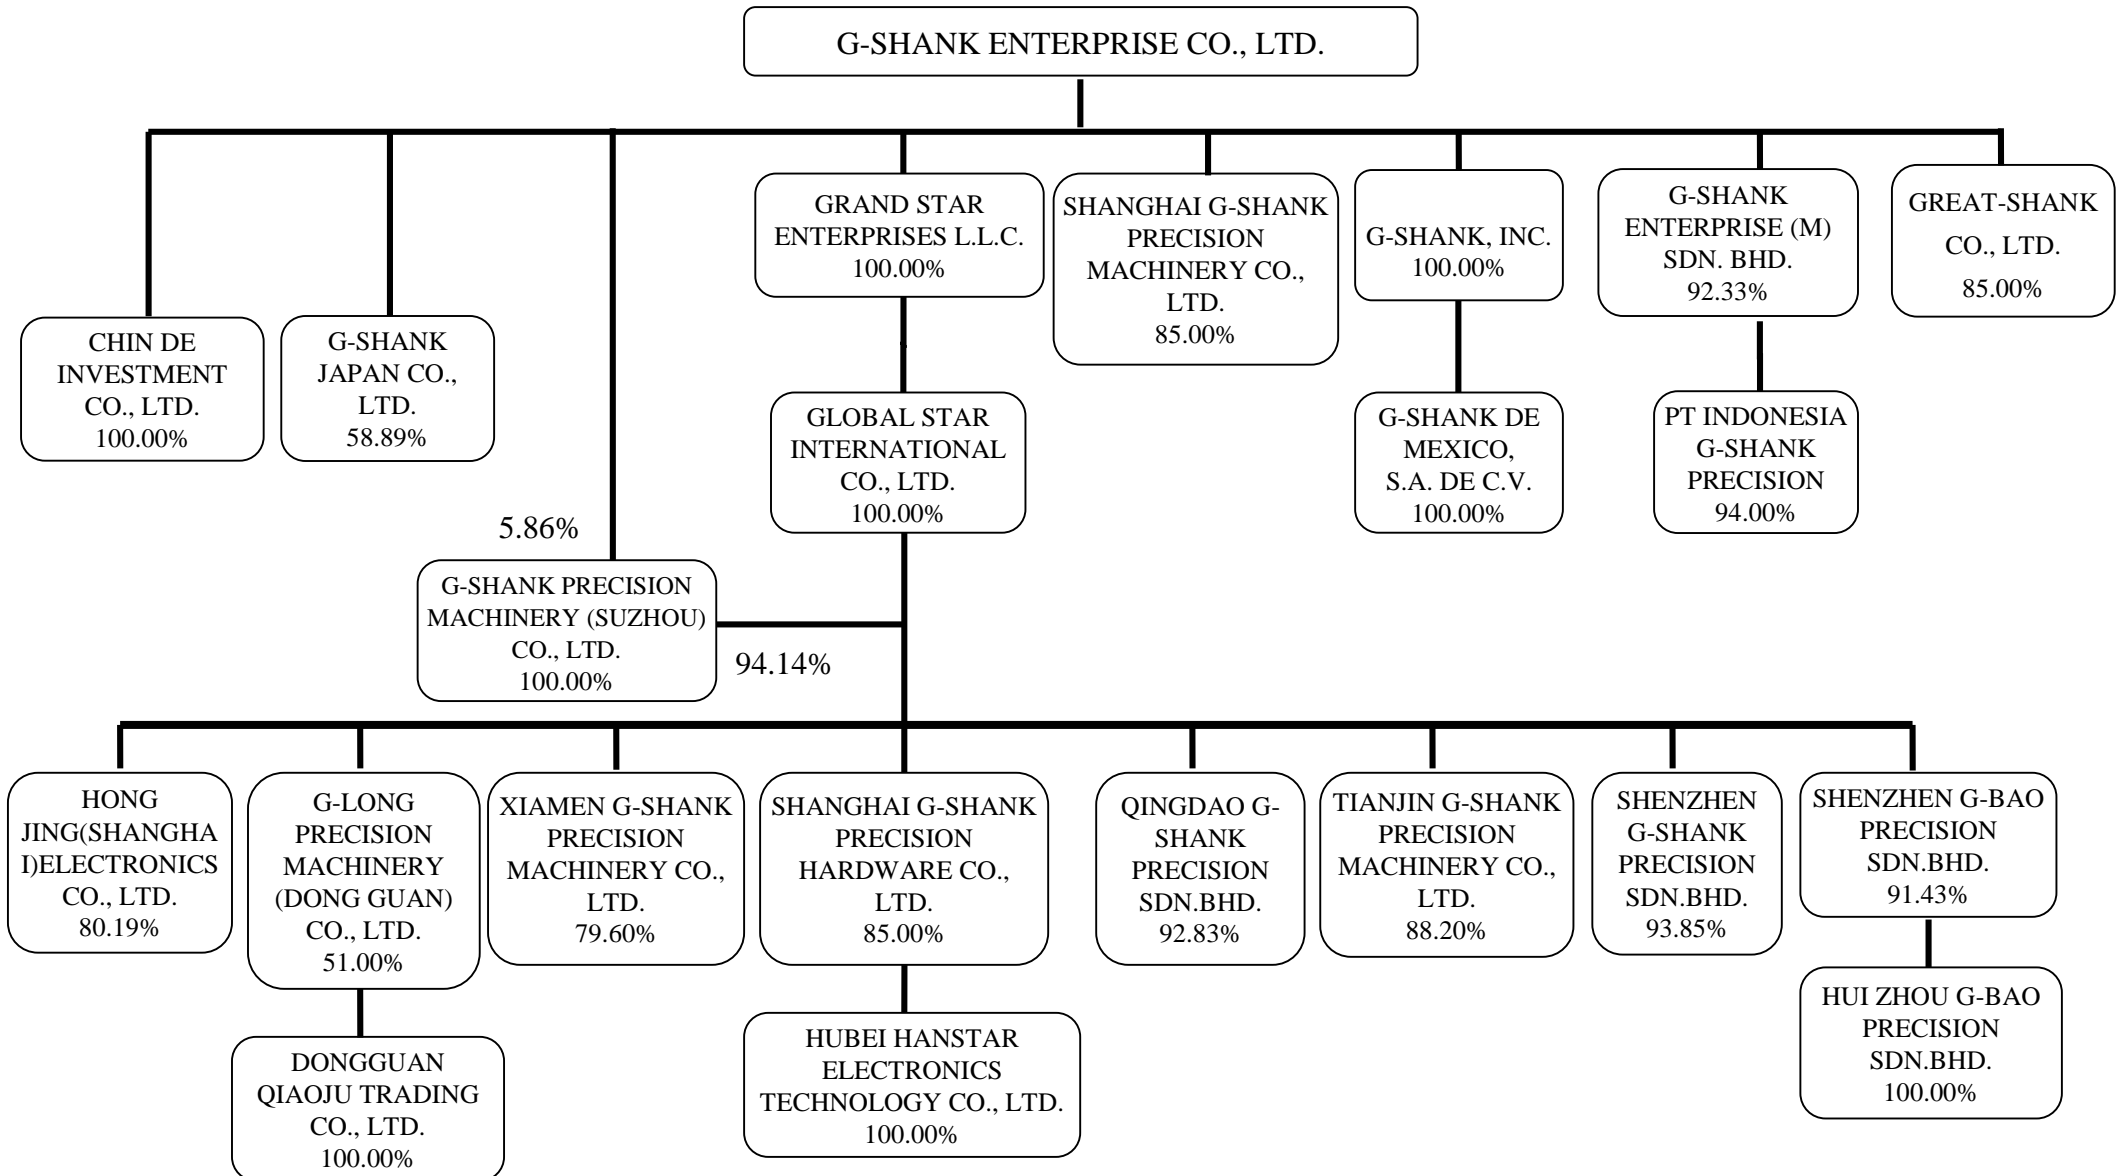 G-SHANK ENTERPRISE CO., LTD.
GRAND STAR
ENTERPRISES L.L.C.
100.00%
SHANGHAI G-SHANK
PRECISION
MACHINERY CO.,
LTD.
85.00%
G-SHANK, INC.
100.00%
G-SHANK
ENTERPRISE (M)
SDN. BHD.
92.33%
GREAT-SHANK
CO., LTD.
85.00%
CHIN DE
INVESTMENT
CO., LTD.
100.00%
G-SHANK
JAPAN CO.,
LTD.
58.89%
GLOBAL STAR
INTERNATIONAL
CO., LTD.
100.00%
G-SHANK DE
MEXICO,
S.A. DE C.V.
100.00%
PT INDONESIA
G-SHANK
PRECISION
94.00%
5.86%
G-SHANK PRECISION
MACHINERY (SUZHOU)
CO., LTD.
100.00%
94.14%
HONG
JING(SHANGHA
I)ELECTRONICS
CO., LTD.
80.19%
G-LONG
PRECISION
MACHINERY
(DONG GUAN)
CO., LTD.
51.00%
XIAMEN G-SHANK
PRECISION
MACHINERY CO.,
LTD.
79.60%
SHANGHAI G-SHANK
PRECISION
HARDWARE CO.,
LTD.
85.00%
QINGDAO G-
SHANK
PRECISION
SDN.BHD.
92.83%
TIANJIN G-SHANK
PRECISION
MACHINERY CO.,
LTD.
88.20%
SHENZHEN
G-SHANK
PRECISION
SDN.BHD.
93.85%
SHENZHEN G-BAO
PRECISION
SDN.BHD.
91.43%
DONGGUAN
QIAOJU TRADING
CO., LTD.
100.00%
HUBEI HANSTAR
ELECTRONICS
TECHNOLOGY CO., LTD.
100.00%
HUI ZHOU G-BAO
PRECISION
SDN.BHD.
100.00%